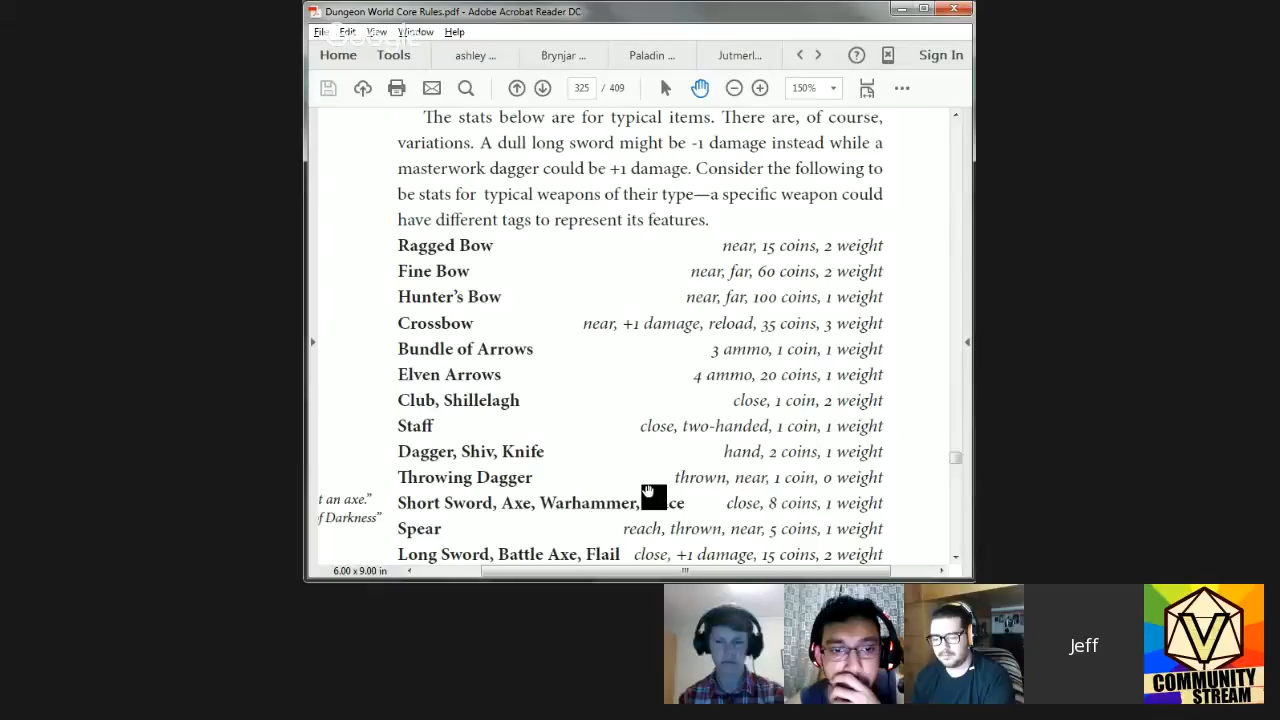 Dungeon World Core Rules.pdf - Adobe Acrobat Reader DC
File Edit View Window Help
Google
Home Tools ashley ... Brynjar ... Paladin ... Jutmerl... Sign In
325 / 409 150%
The stats below are for typical items. There are, of course,
variations. A dull long sword might be -1 damage instead while a
masterwork dagger could be +1 damage. Consider the following to
be stats for typical weapons of their type—a specific weapon could
have different tags to represent its features.
Ragged Bow near, 15 coins, 2 weight
Fine Bow near, far, 60 coins, 2 weight
Hunter's Bow near, far, 100 coins, 1 weight
Crossbow near, +1 damage, reload, 35 coins, 3 weight
Bundle of Arrows 3 ammo, 1 coin, 1 weight
Elven Arrows 4 ammo, 20 coins, 1 weight
Club, Shillelagh close, 1 coin, 2 weight
Staff close, two-handed, 1 coin, 1 weight
Dagger, Shiv, Knife hand, 2 coins, 1 weight
Throwing Dagger thrown, near, 1 coin, 0 weight
t an axe."
Short Sword, Axe, Warhammer, ce close, 8 coins, 1 weight
f Darkness"
Spear reach, thrown, near, 5 coins, 1 weight
Long Sword, Battle Axe, Flail close, +1 damage, 15 coins, 2 weight
6.00 x 9.00 in
Jeff
V
COMMUNITY
STREAM